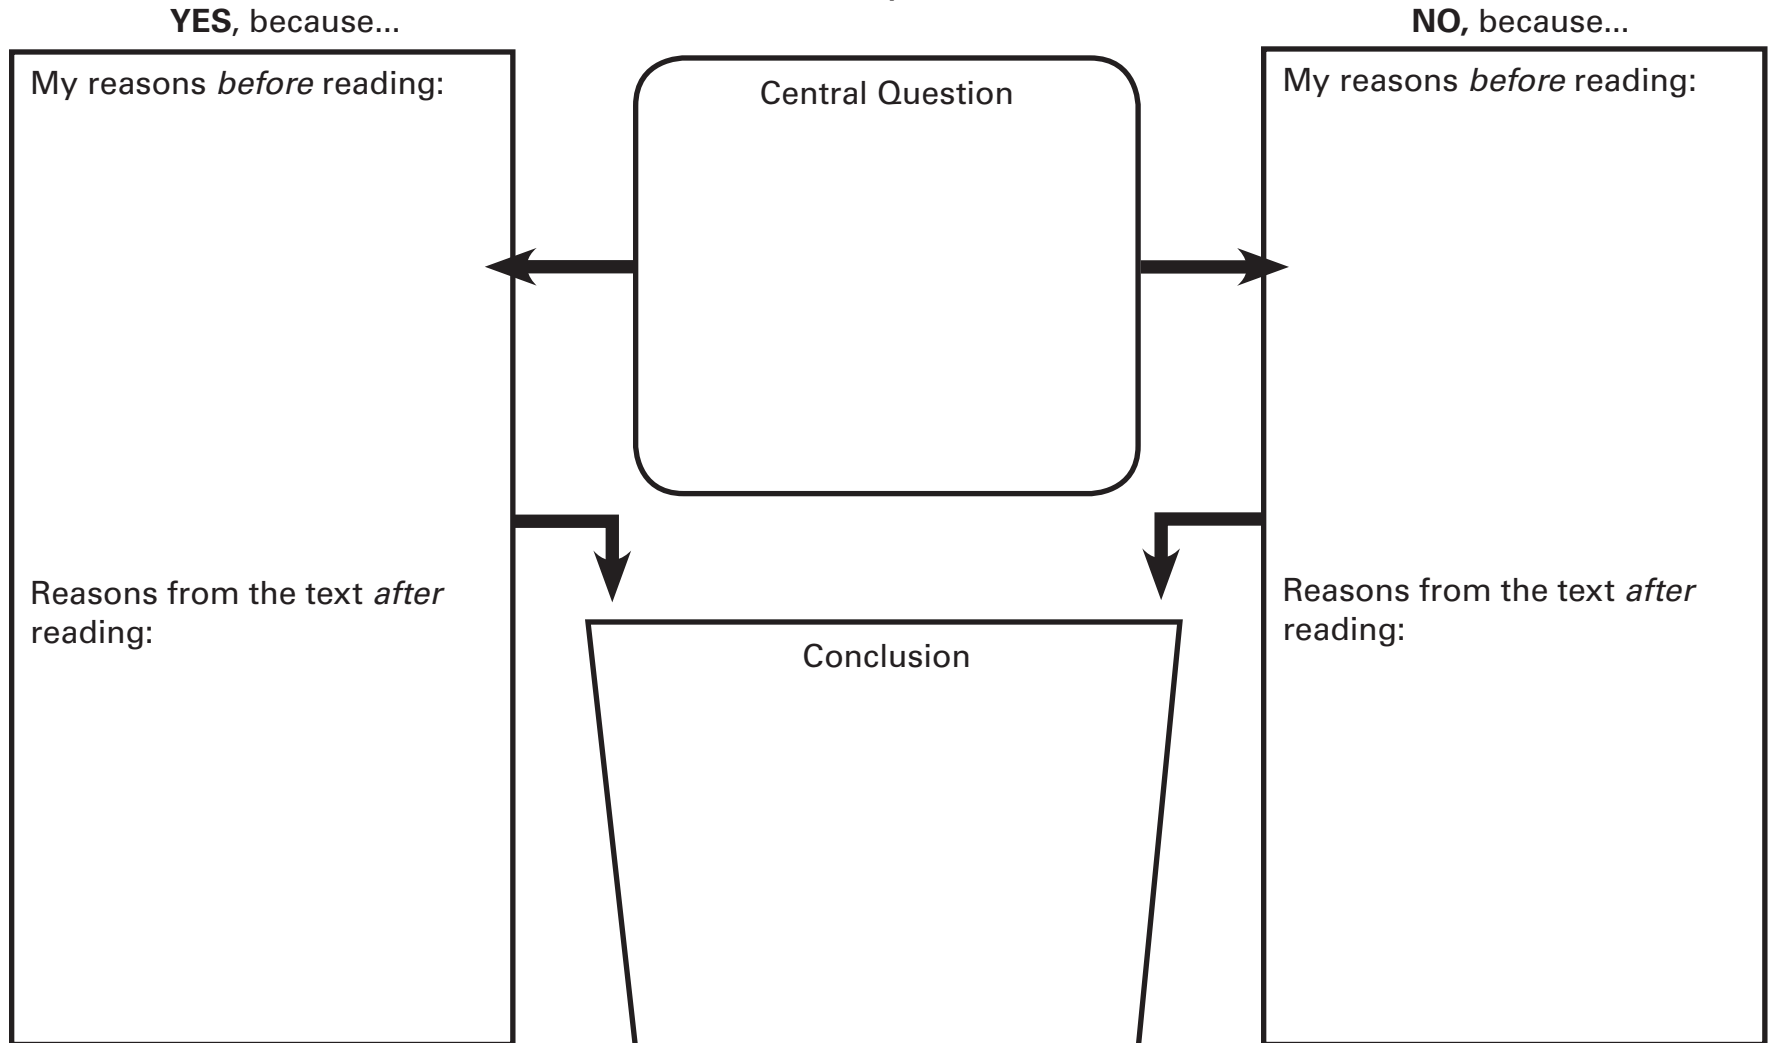 YES, because...
My reasons before reading:
Reasons from the text after
reading:
Central Question
Conclusion
NO, because...
My reasons before reading:
Reasons from the text after
reading: